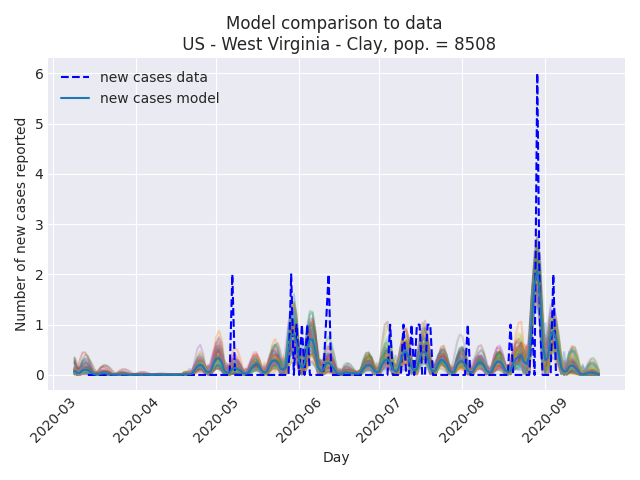 Model comparison to data
US - West Virginia - Clay, pop. = 8508
new cases data
new cases model
Number of new cases reported
6
5
4
3
2
1
0
2020-03
2020-04
2020-05
2020-06
2020-07
2020-08
2020-09
Day